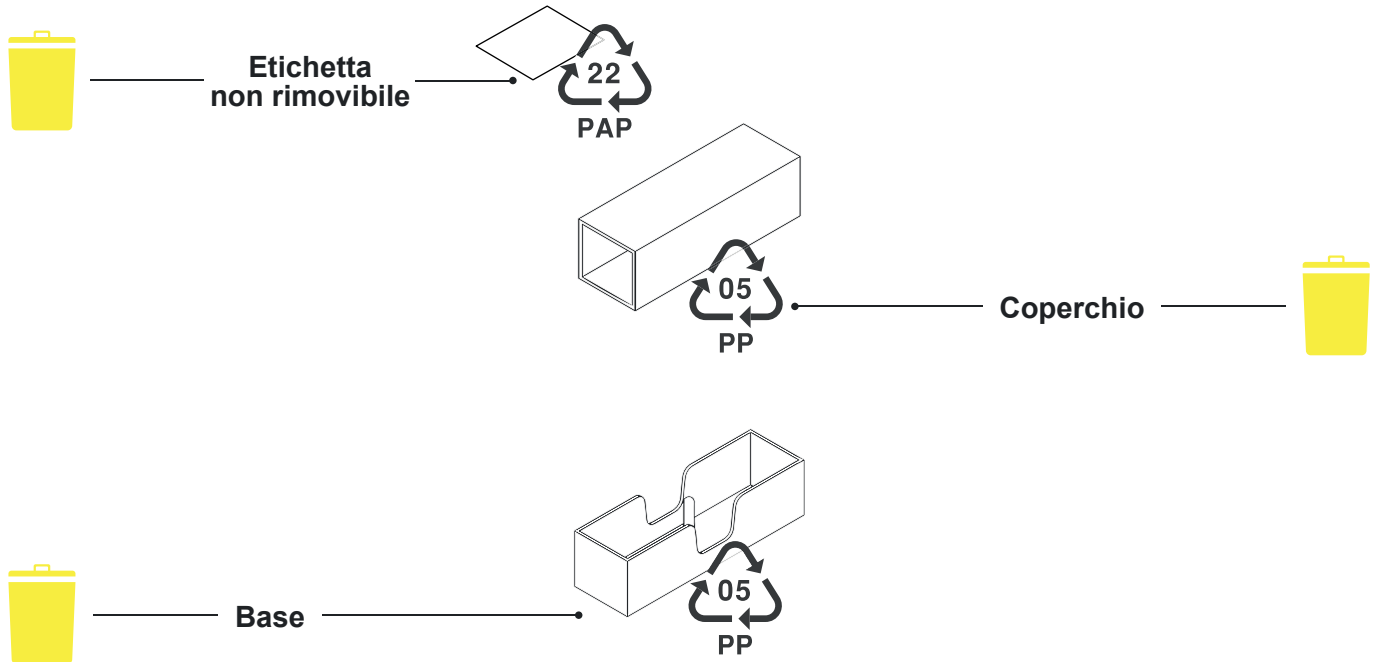 Etichetta
non rimovibile
22
PAP
05
PP
Coperchio
Base
05
PP